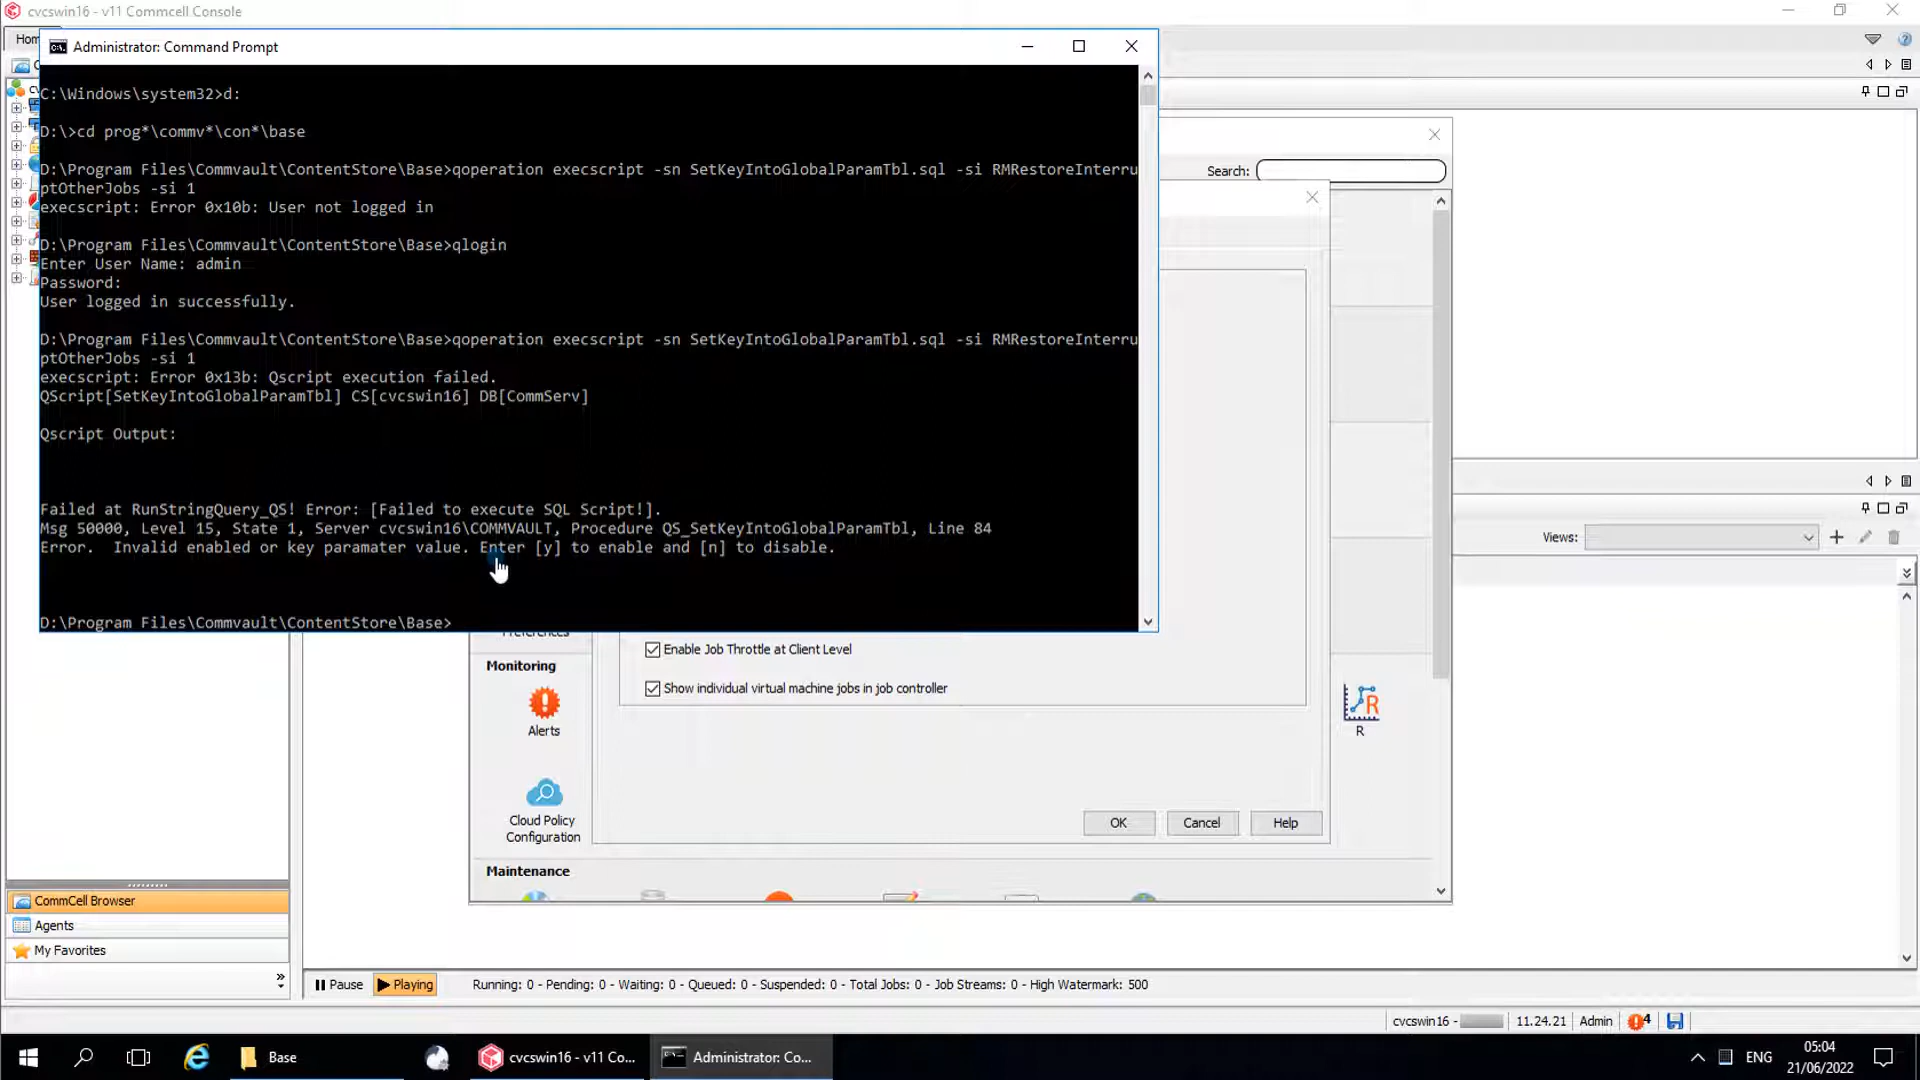 cvcswin16 - v11 Commcell Console
Hom
Administrator: Command Prompt
C:\Windows\system32>d:
D:\>cd prog*\commv*\con*\base
D:\Program Files\Commvault\ContentStore\Base>qoperation execscript -sn SetKeyIntoGlobalParamTbl.sql -si RMRestoreInterru
ptOtherJobs -si 1
execscript: Error 0x10b: User not logged in
D:\Program Files\Commvault\ContentStore\Base>qlogin
Enter User Name: admin
Password:
User logged in successfully.
D:\Program Files\Commvault\ContentStore\Base>qoperation execscript -sn SetKeyIntoGlobalParamTbl.sql -si RMRestoreInterru
ptOtherJobs -si 1
execscript: Error 0x13b: Qscript execution failed.
QScript[SetKeyIntoGlobalParamTbl] CS[cvcswin16] DB[CommServ]
Qscript Output:
Failed at RunStringQuery_QS! Error: [Failed to execute SQL Script!].
Msg 50000, Level 15, State 1, Server cvcswin16\COMMVAULT, Procedure QS_SetKeyIntoGlobalParamTbl, Line 84
Error.  Invalid enabled or key paramater value. Enter [y] to enable and [n] to disable.
D:\Program Files\Commvault\ContentStore\Base>
Search:
Views:
Preferences
Enable Job Throttle at Client Level
Monitoring
Show individual virtual machine jobs in job controller
Alerts
R
Cloud Policy
Configuration
OK
Cancel
Help
Maintenance
CommCell Browser
Agents
My Favorites
Pause
Playing
Running: 0 - Pending: 0 - Waiting: 0 - Queued: 0 - Suspended: 0 - Total Jobs: 0 - Job Streams: 0 - High Watermark: 500
cvcswin16 -
11.24.21
Admin
4
Base
cvcswin16 - v11 Co...
Administrator: Co...
ENG
05:04
21/06/2022